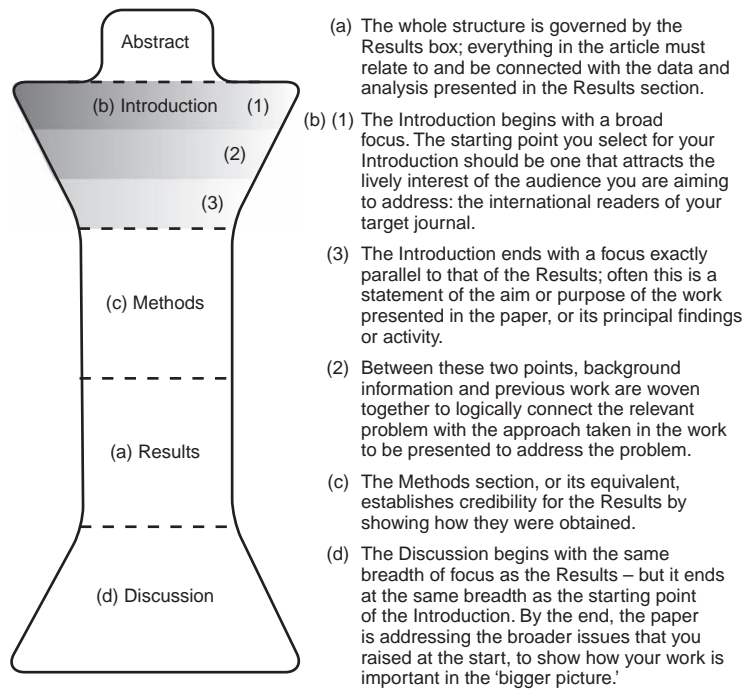 Abstract
(b) Introduction (1)
(2)
(3)
(c) Methods
(a) Results
(d) Discussion
(a) The whole structure is governed by the
Results box; everything in the article must
relate to and be connected with the data and
analysis presented in the Results section.
(b) (1) The Introduction begins with a broad
focus. The starting point you select for your
Introduction should be one that attracts the
lively interest of the audience you are aiming
to address: the international readers of your
target journal.
(3) The Introduction ends with a focus exactly
parallel to that of the Results; often this is a
statement of the aim or purpose of the work
presented in the paper, or its principal findings
or activity.
(2) Between these two points, background
information and previous work are woven
together to logically connect the relevant
problem with the approach taken in the work
to be presented to address the problem.
(c) The Methods section, or its equivalent,
establishes credibility for the Results by
showing how they were obtained.
(d) The Discussion begins with the same
breadth of focus as the Results – but it ends
at the same breadth as the starting point
of the Introduction. By the end, the paper
is addressing the broader issues that you
raised at the start, to show how your work is
important in the ‘bigger picture.’